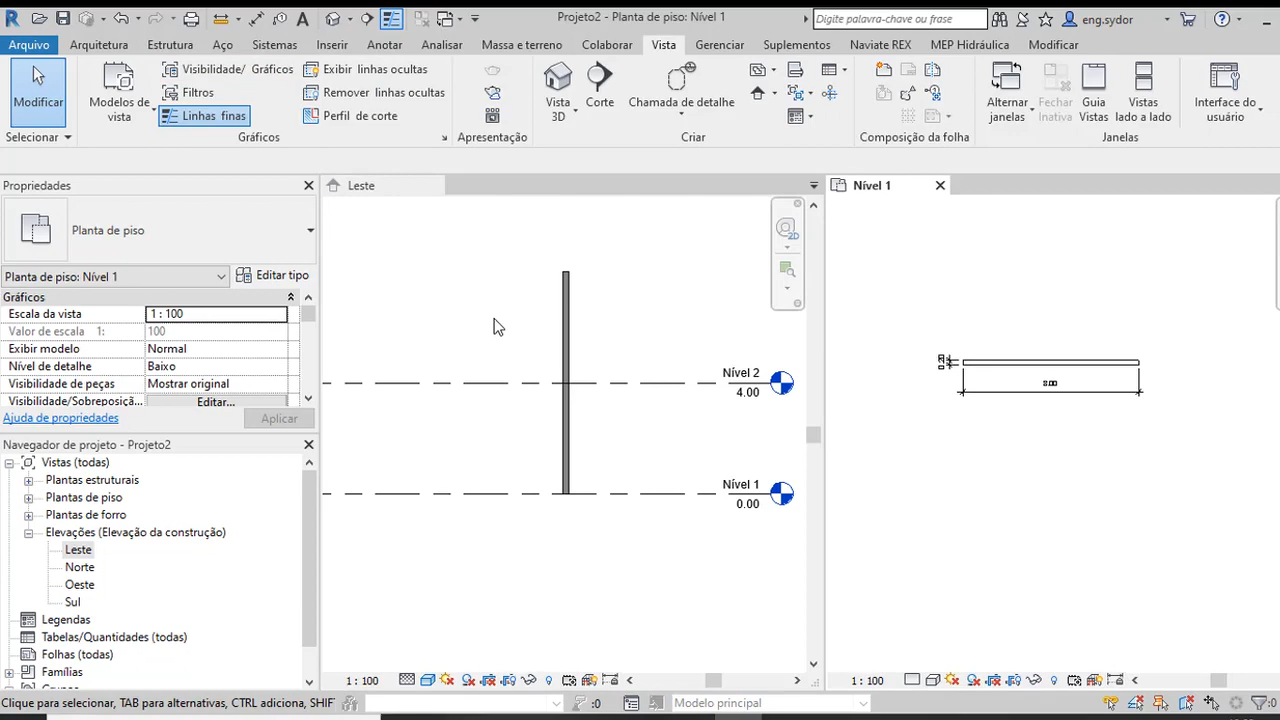 Projeto2 - Planta de piso: Nível 1
Digite palavra-chave ou frase
eng.sydor
Arquivo Arquitetura Estrutura Aço Sistemas Inserir Anotar Analisar Massa e terreno Colaborar Vista Gerenciar Suplementos Naviate REX MEP Hidráulica Modificar
Modificar
Modelos de vista
Visibilidade/ Gráficos
Filtros
Linhas finas
Exibir linhas ocultas
Remover linhas ocultas
Perfil de corte
Vista 3D
Corte
Chamada de detalhe
Alternar janelas
Fechar Inativa
Guia Vistas
Vistas lado a lado
Interface do usuário
Selecionar Gráficos Apresentação Criar Composição da folha Janelas
Propriedades
Planta de piso
Planta de piso: Nível 1 Editar tipo
Gráficos
Escala da vista 1 : 100
Valor de escala 1: 100
Exibir modelo Normal
Nível de detalhe Baixo
Visibilidade de peças Mostrar original
Visibilidade/Sobreposiçã... Editar...
Ajuda de propriedades Aplicar
Navegador de projeto - Projeto2
Vistas (todas)
Plantas estruturais
Plantas de piso
Plantas de forro
Elevações (Elevação da construção)
Leste
Norte
Oeste
Sul
Legendas
Tabelas/Quantidades (todas)
Folhas (todas)
Famílias
Leste
2D
Nível 2
4.00
Nível 1
0.00
1 : 100
Nível 1
1 : 100
Clique para selecionar, TAB para alternativas, CTRL adiciona, SHIF
:0
Modelo principal
:0